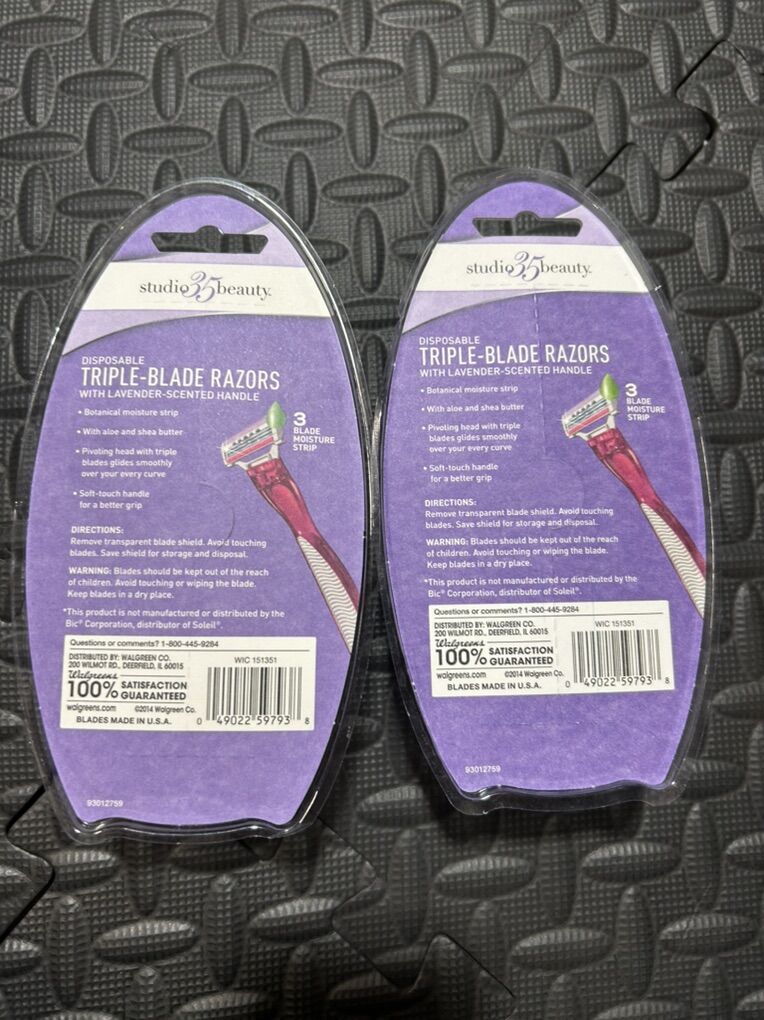 studio 35 beauty.
DISPOSABLE
TRIPLE-BLADE RAZORS
WITH LAVENDER-SCENTED HANDLE
• Botanical moisture strip
• With aloe and shea butter
• Pivoting head with triple
blades glides smoothly
over your every curve
• Soft-touch handle
for a better grip
3
BLADE
MOISTURE
STRIP
DIRECTIONS:
Remove transparent blade shield. Avoid touching
blades. Save shield for storage and disposal.
WARNING: Blades should be kept out of the reach
of children. Avoid touching or wiping the blade.
Keep blades in a dry place.
*This product is not manufactured or distributed by the
Bic® Corporation, distributor of Soleil®.
Questions or comments? 1-800-445-9284
DISTRIBUTED BY: WALGREEN CO.
200 WILMOT RD., DEERFIELD, IL 60015
Walgreens
100% SATISFACTION
GUARANTEED
walgreens.com ©2014 Walgreen Co.
BLADES MADE IN U.S.A.
WIC 151351
0 49022 59793 8
93012759
studio 35 beauty.
DISPOSABLE
TRIPLE-BLADE RAZORS
WITH LAVENDER-SCENTED HANDLE
• Botanical moisture strip
• With aloe and shea butter
• Pivoting head with triple
blades glides smoothly
over your every curve
• Soft-touch handle
for a better grip
3
BLADE
MOISTURE
STRIP
DIRECTIONS:
Remove transparent blade shield. Avoid touching
blades. Save shield for storage and disposal.
WARNING: Blades should be kept out of the reach
of children. Avoid touching or wiping the blade.
Keep blades in a dry place.
*This product is not manufactured or distributed by the
Bic® Corporation, distributor of Soleil®.
Questions or comments? 1-800-445-9284
DISTRIBUTED BY: WALGREEN CO.
200 WILMOT RD., DEERFIELD, IL 60015
Walgreens
100% SATISFACTION
GUARANTEED
walgreens.com ©2014 Walgreen Co.
BLADES MADE IN U.S.A.
WIC 151351
0 49022 59793 8
93012759